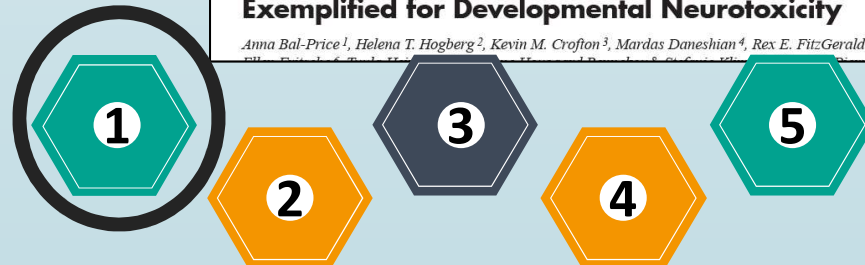 Exemplified for Developmental Neurotoxicity
Anna Bal-Price 1, Helena T. Hogberg 2, Kevin M. Crofton 3, Mardas Daneshian 4, Rex E. FitzGerald
1
2
3
4
5